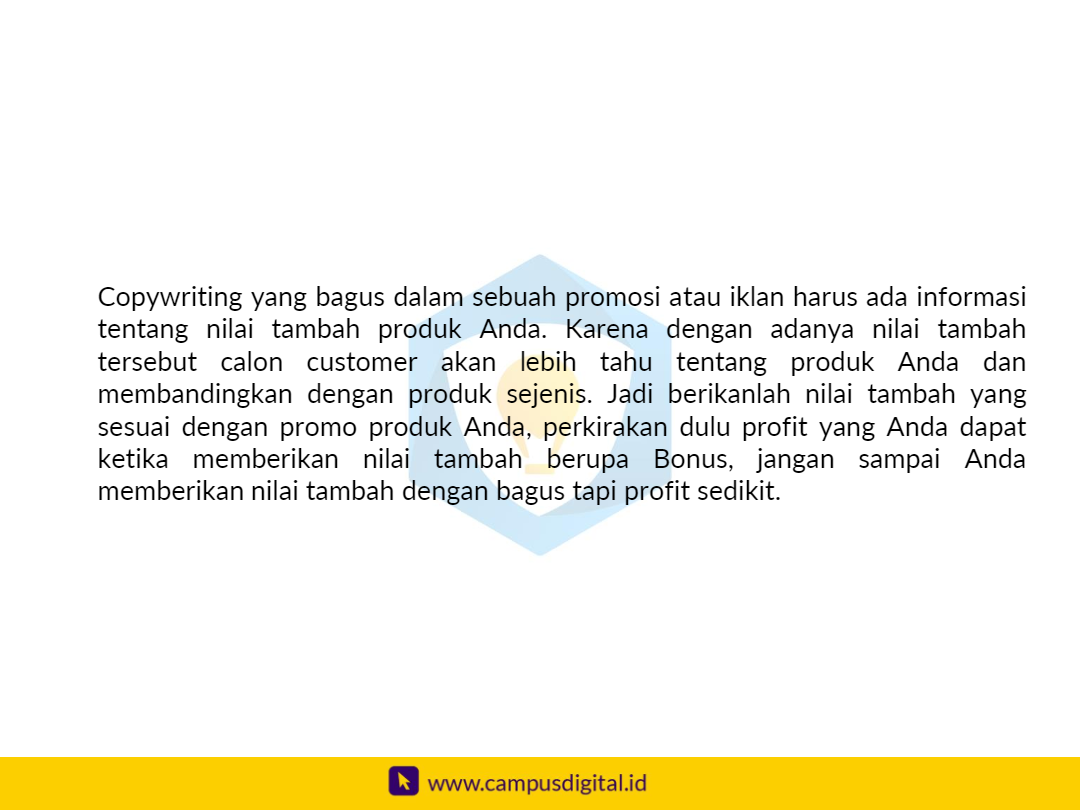 Copywriting yang bagus dalam sebuah promosi atau iklan harus ada informasi
tentang nilai tambah produk Anda. Karena dengan adanya nilai tambah
tersebut calon customer akan lebih tahu tentang produk Anda dan
membandingkan dengan produk sejenis. Jadi berikanlah nilai tambah yang
sesuai dengan promo produk Anda, perkirakan dulu profit yang Anda dapat
ketika memberikan nilai tambah berupa Bonus, jangan sampai Anda
memberikan nilai tambah dengan bagus tapi profit sedikit.
www.campusdigital.id